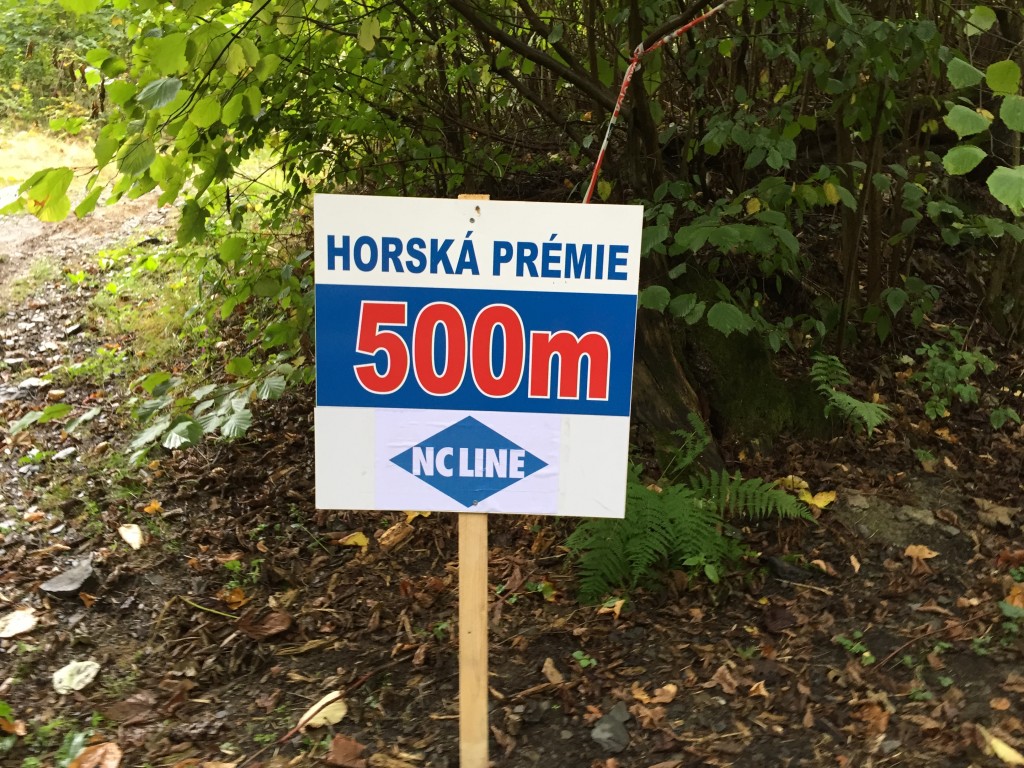 HORSKÁ PRÉMIE
500m
NC LINE